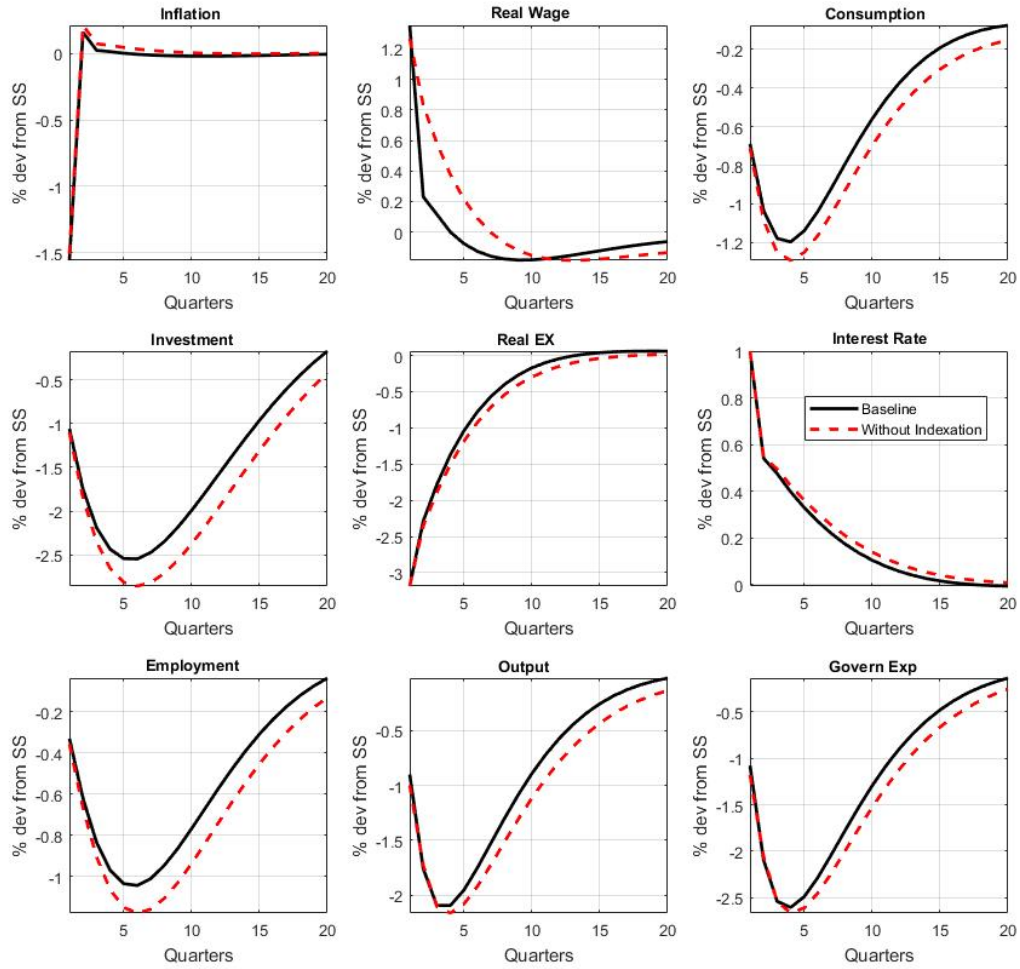 Inflation
% dev from SS
0
-0.5
-1
-1.5
5 10 15 20
Quarters
Real Wage
% dev from SS
1.2
1
0.8
0.6
0.4
0.2
0
5 10 15 20
Quarters
Consumption
% dev from SS
-0.2
-0.4
-0.6
-0.8
-1
-1.2
5 10 15 20
Quarters
Investment
% dev from SS
-0.5
-1
-1.5
-2
-2.5
5 10 15 20
Quarters
Real EX
% dev from SS
0
-0.5
-1
-1.5
-2
-2.5
-3
5 10 15 20
Quarters
Interest Rate
% dev from SS
1
0.8
0.6
0.4
0.2
0
Baseline
Without Indexation
5 10 15 20
Quarters
Employment
% dev from SS
-0.2
-0.4
-0.6
-0.8
-1
5 10 15 20
Quarters
Output
% dev from SS
-0.5
-1
-1.5
-2
5 10 15 20
Quarters
Govern Exp
% dev from SS
-0.5
-1
-1.5
-2
-2.5
5 10 15 20
Quarters